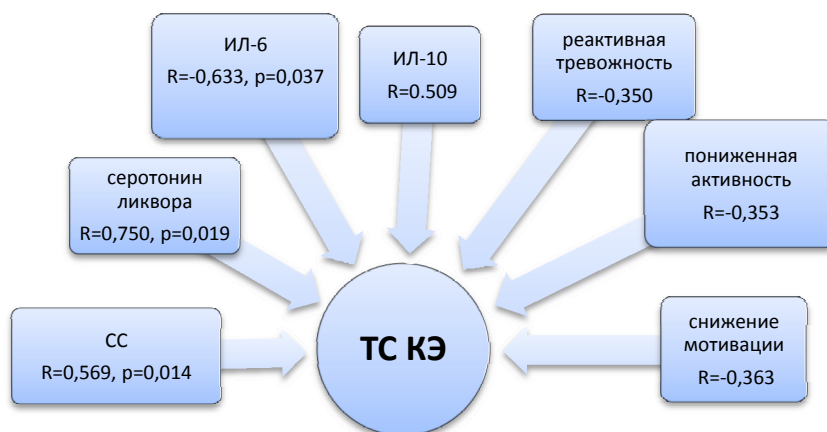 ИЛ-6
R=-0,633, p=0,037
ИЛ-10
R=0.509
реактивная
тревожность
R=-0,350
пониженная
активность
R=-0,353
серотонин
ликвора
R=0,750, p=0,019
СС
R=0,569, p=0,014
ТС КЭ
снижение
мотивации
R=-0,363